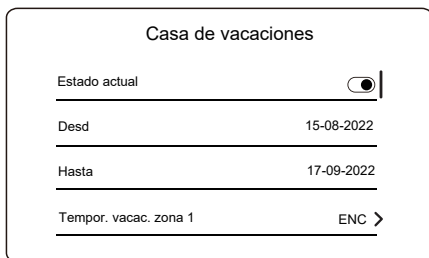 Casa de vacaciones
Estado actual
Desd 15-08-2022
Hasta 17-09-2022
Tempor. vacac. zona 1 ENC